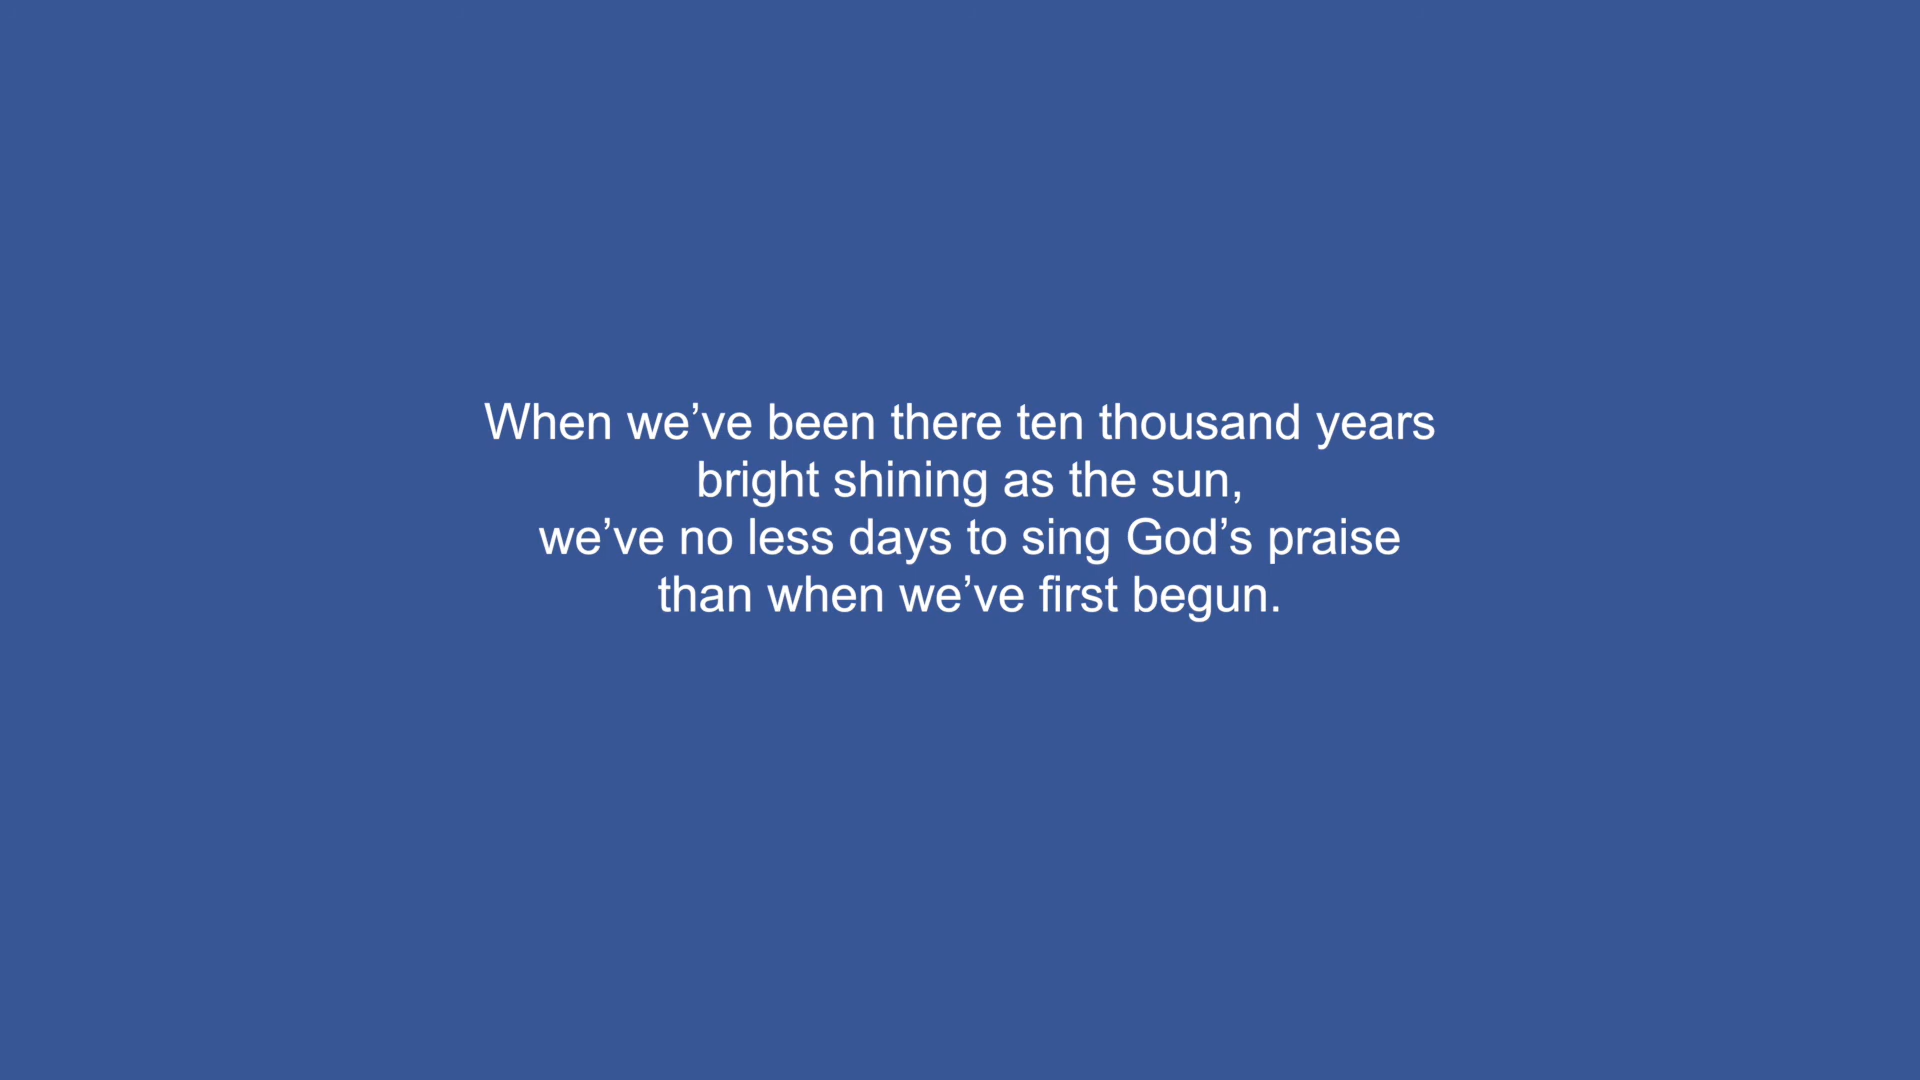 When we’ve been there ten thousand years
bright shining as the sun,
we’ve no less days to sing God’s praise
than when we’ve first begun.